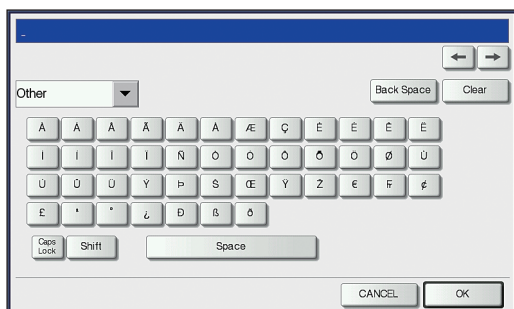 _
← →
Other Back Space Clear
À Á Â Ã Ä Å Æ Ç È É Ê Ë
Ì Í Î Ï Ñ Ò Ó Ô Õ Ö Ø Ù
Ú Û Ü Ý Þ Š Œ Ÿ Ž € ₣ ¢
£ ª º ¿ Ð ß ð
Caps Lock Shift Space
CANCEL OK